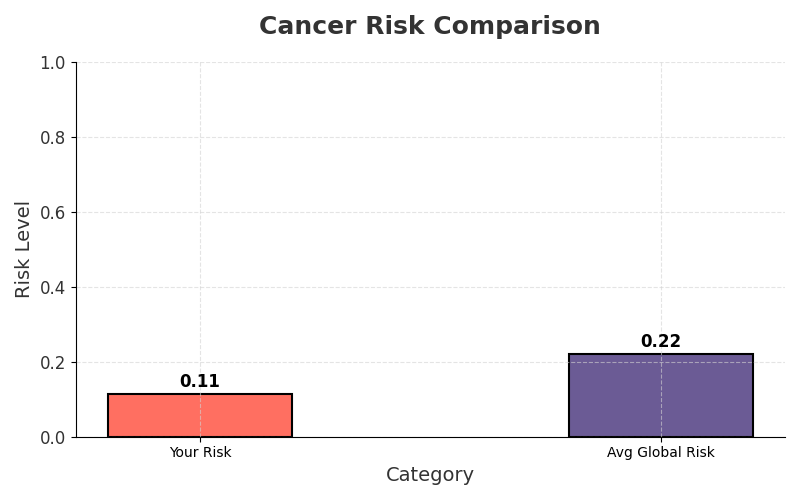 Cancer Risk Comparison
1.0
0.8
0.6
0.4
0.2
0.0
Risk Level
0.11
0.22
Your Risk
Avg Global Risk
Category